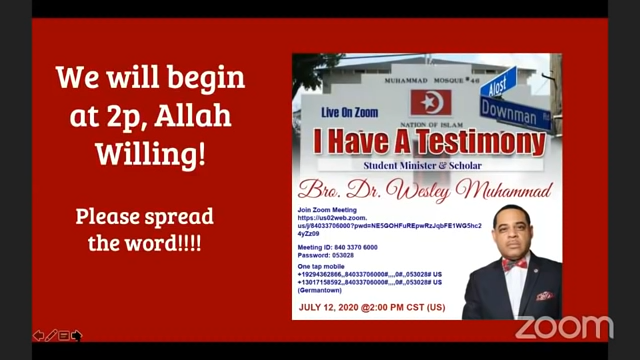 We will begin
at 2p, Allah
Willing!
Please spread
the word!!!!
MUHAMMAD MOSQUE #46
NATION OF ISLAM
Alost
Downman Rd
Live On Zoom
I Have A Testimony
Student Minister & Scholar
Bro. Dr. Wesley Muhammad
Join Zoom Meeting
https://us02web.zoom.
us/j/84033706000?pwd=NE5GOHFuREpwRzJqbFE1WG5hc2
4yZz09
Meeting ID: 840 3370 6000
Password: 053028
One tap mobile
+19294362866,,84033706000#,,,,0#,,053028# US
+13017158592,,84033706000#,,,,0#,,053028# US
(Germantown)
JULY 12, 2020 @2:00 PM CST (US)
zoom